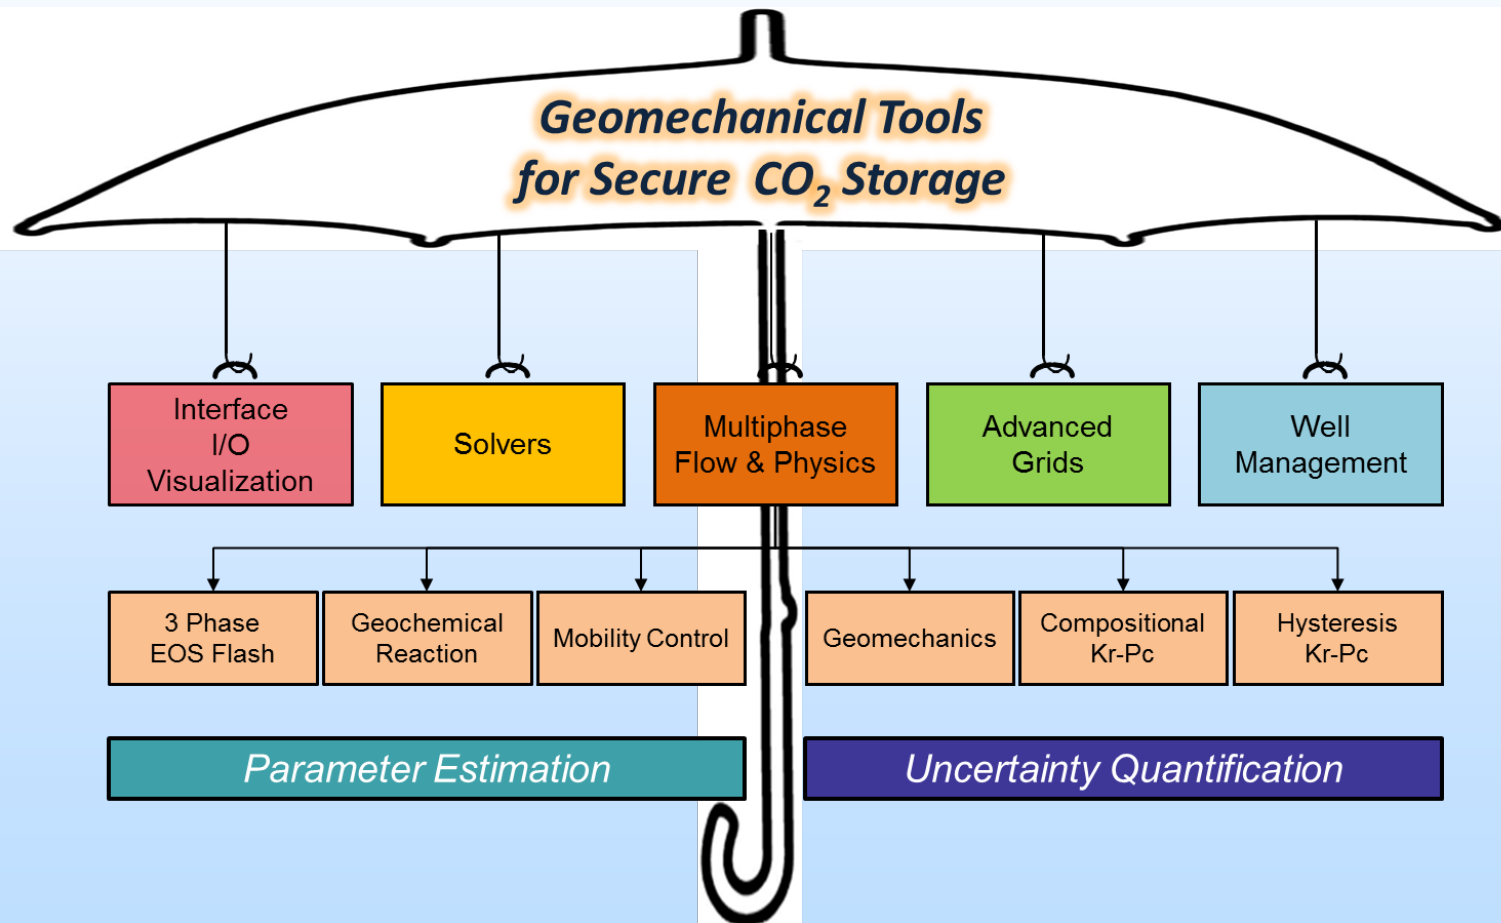 Geomechanical Tools
for Secure CO₂ Storage
Interface
I/O
Visualization
Solvers
Multiphase
Flow & Physics
Advanced
Grids
Well
Management
3 Phase
EOS Flash
Geochemical
Reaction
Mobility Control
Geomechanics
Compositional
Kr-Pc
Hysteresis
Kr-Pc
Parameter Estimation
Uncertainty Quantification